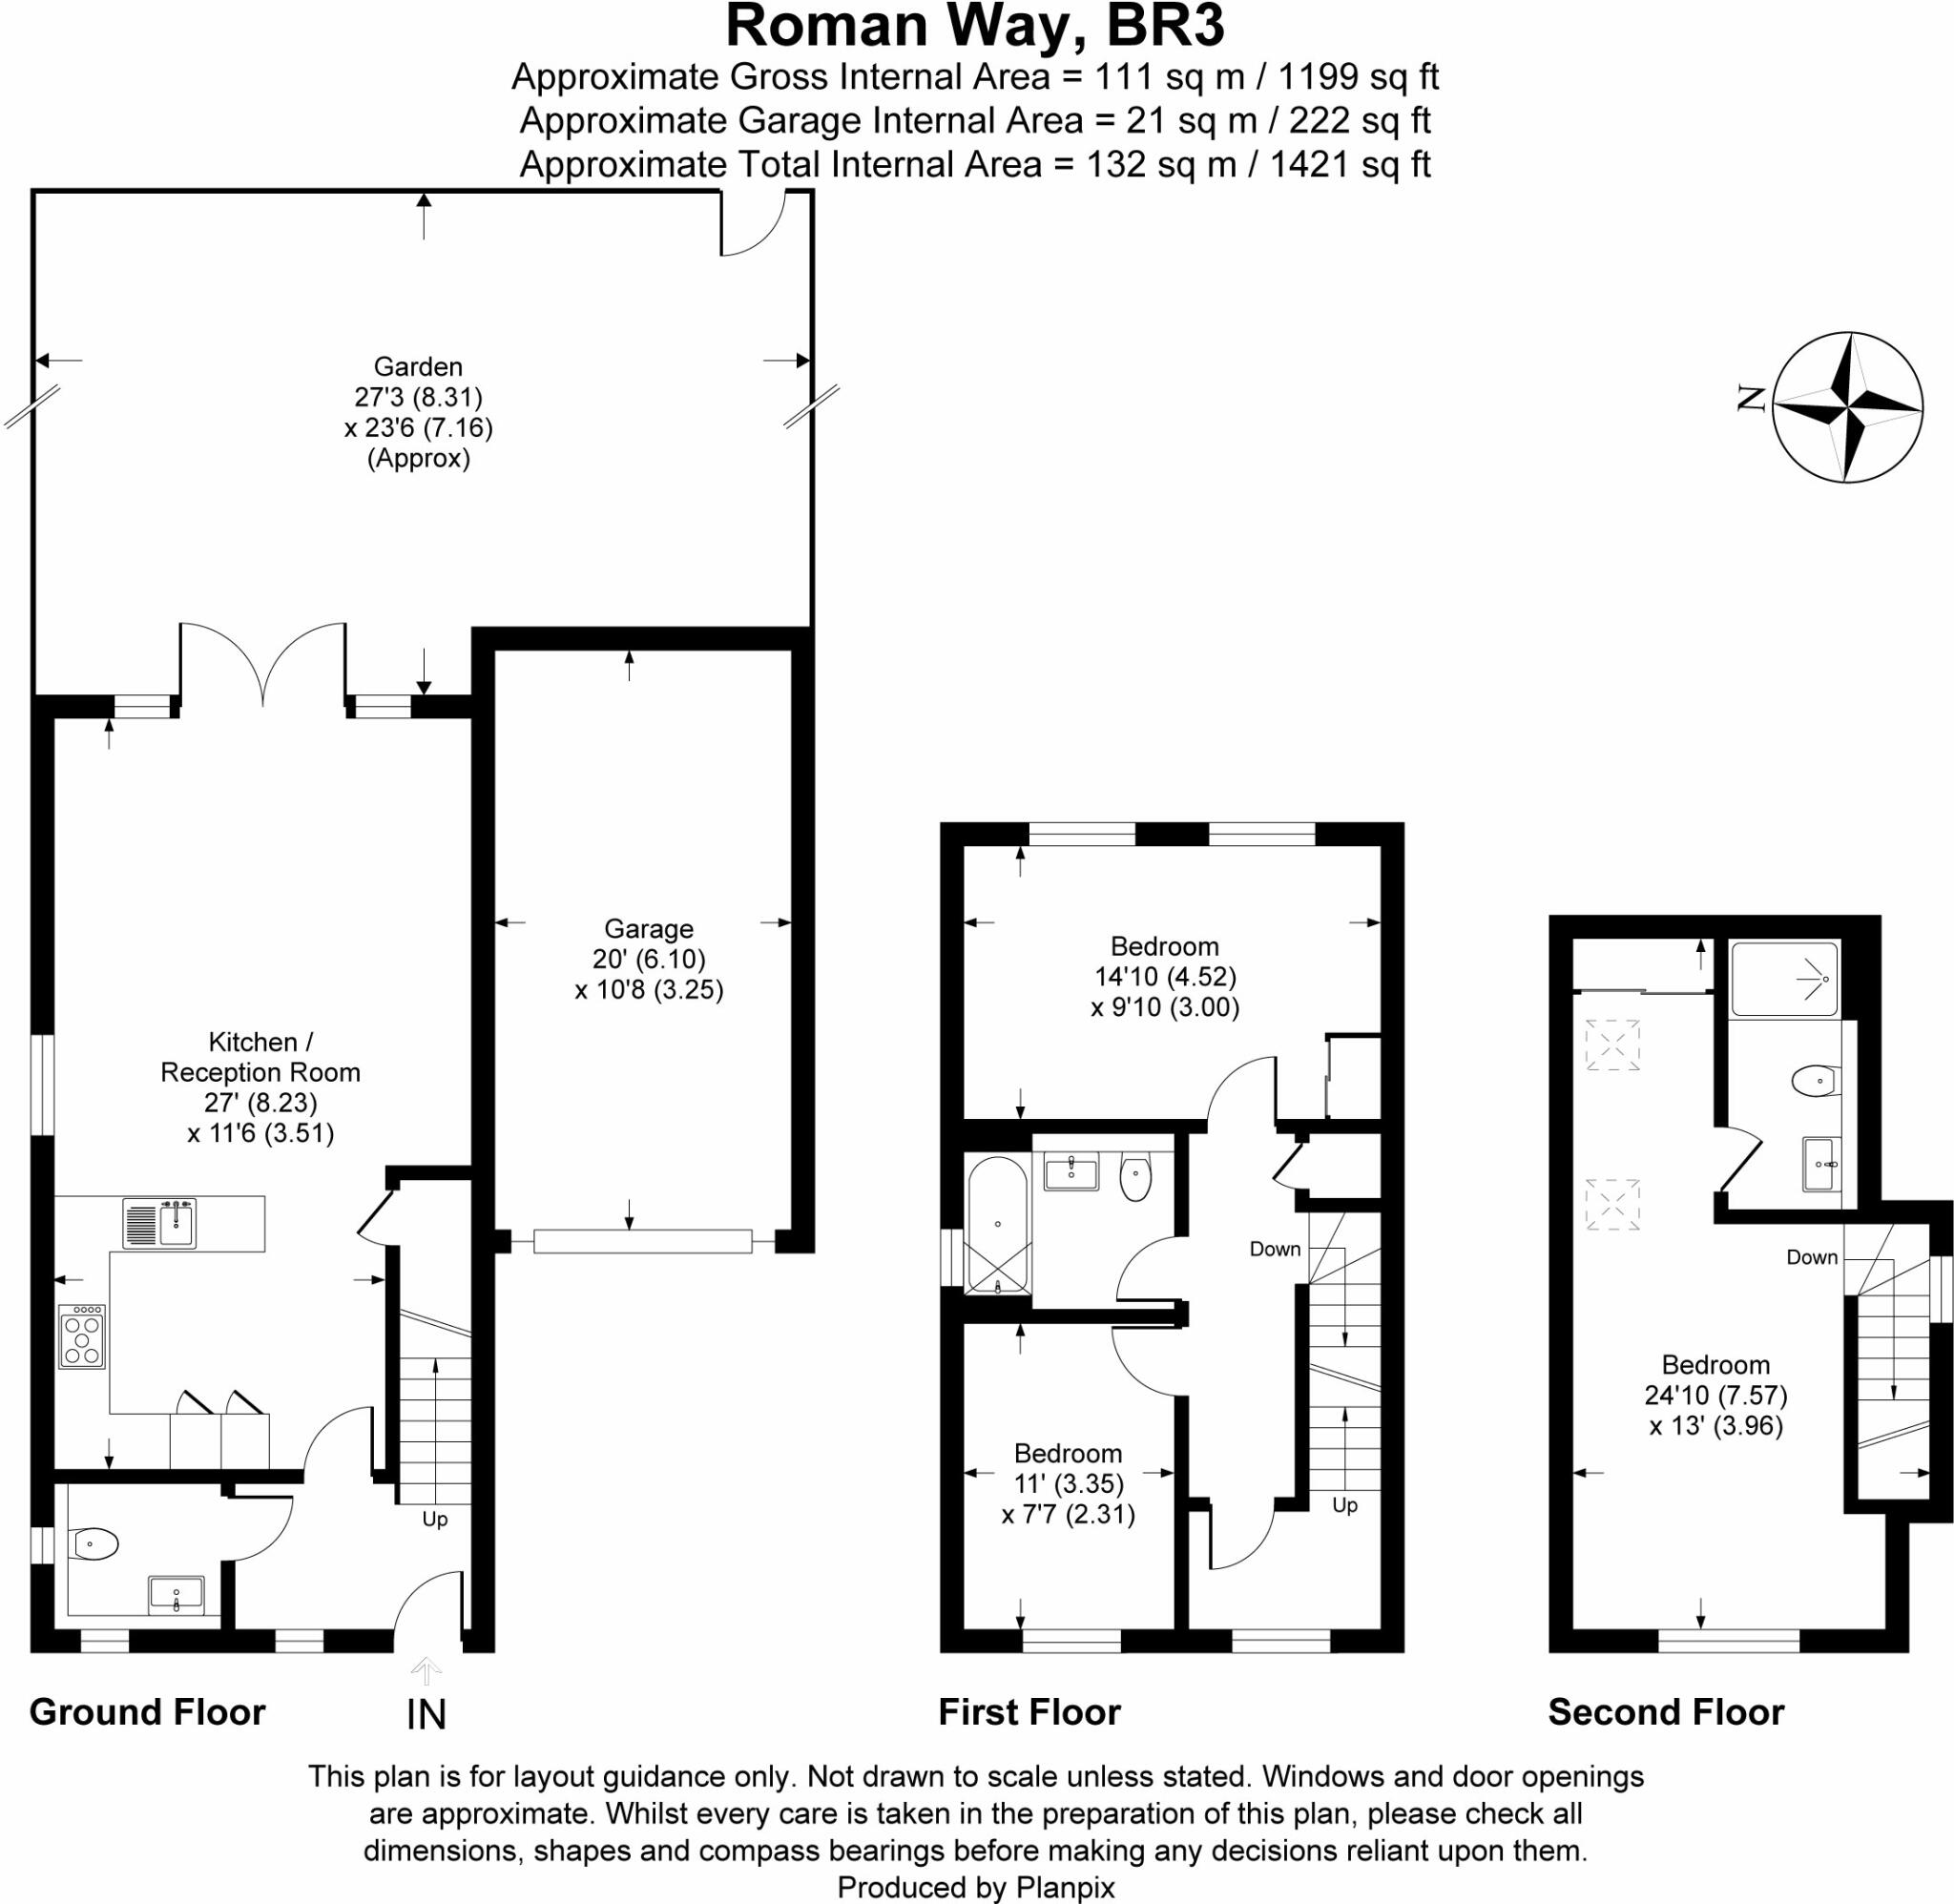 Roman Way, BR3
Approximate Gross Internal Area = 111 sq m / 1199 sq ft
Approximate Garage Internal Area = 21 sq m / 222 sq ft
Approximate Total Internal Area = 132 sq m / 1421 sq ft
Garden
27'3 (8.31)
x 23'6 (7.16)
(Approx)
N
Garage
20' (6.10)
x 10'8 (3.25)
Kitchen /
Reception Room
27' (8.23)
x 11'6 (3.51)
Up
IN
Ground Floor
Bedroom
14'10 (4.52)
x 9'10 (3.00)
Down
Bedroom
11' (3.35)
x 7'7 (2.31)
Up
First Floor
Down
Bedroom
24'10 (7.57)
x 13' (3.96)
Second Floor
This plan is for layout guidance only. Not drawn to scale unless stated. Windows and door openings
are approximate. Whilst every care is taken in the preparation of this plan, please check all
dimensions, shapes and compass bearings before making any decisions reliant upon them.
Produced by Planpix